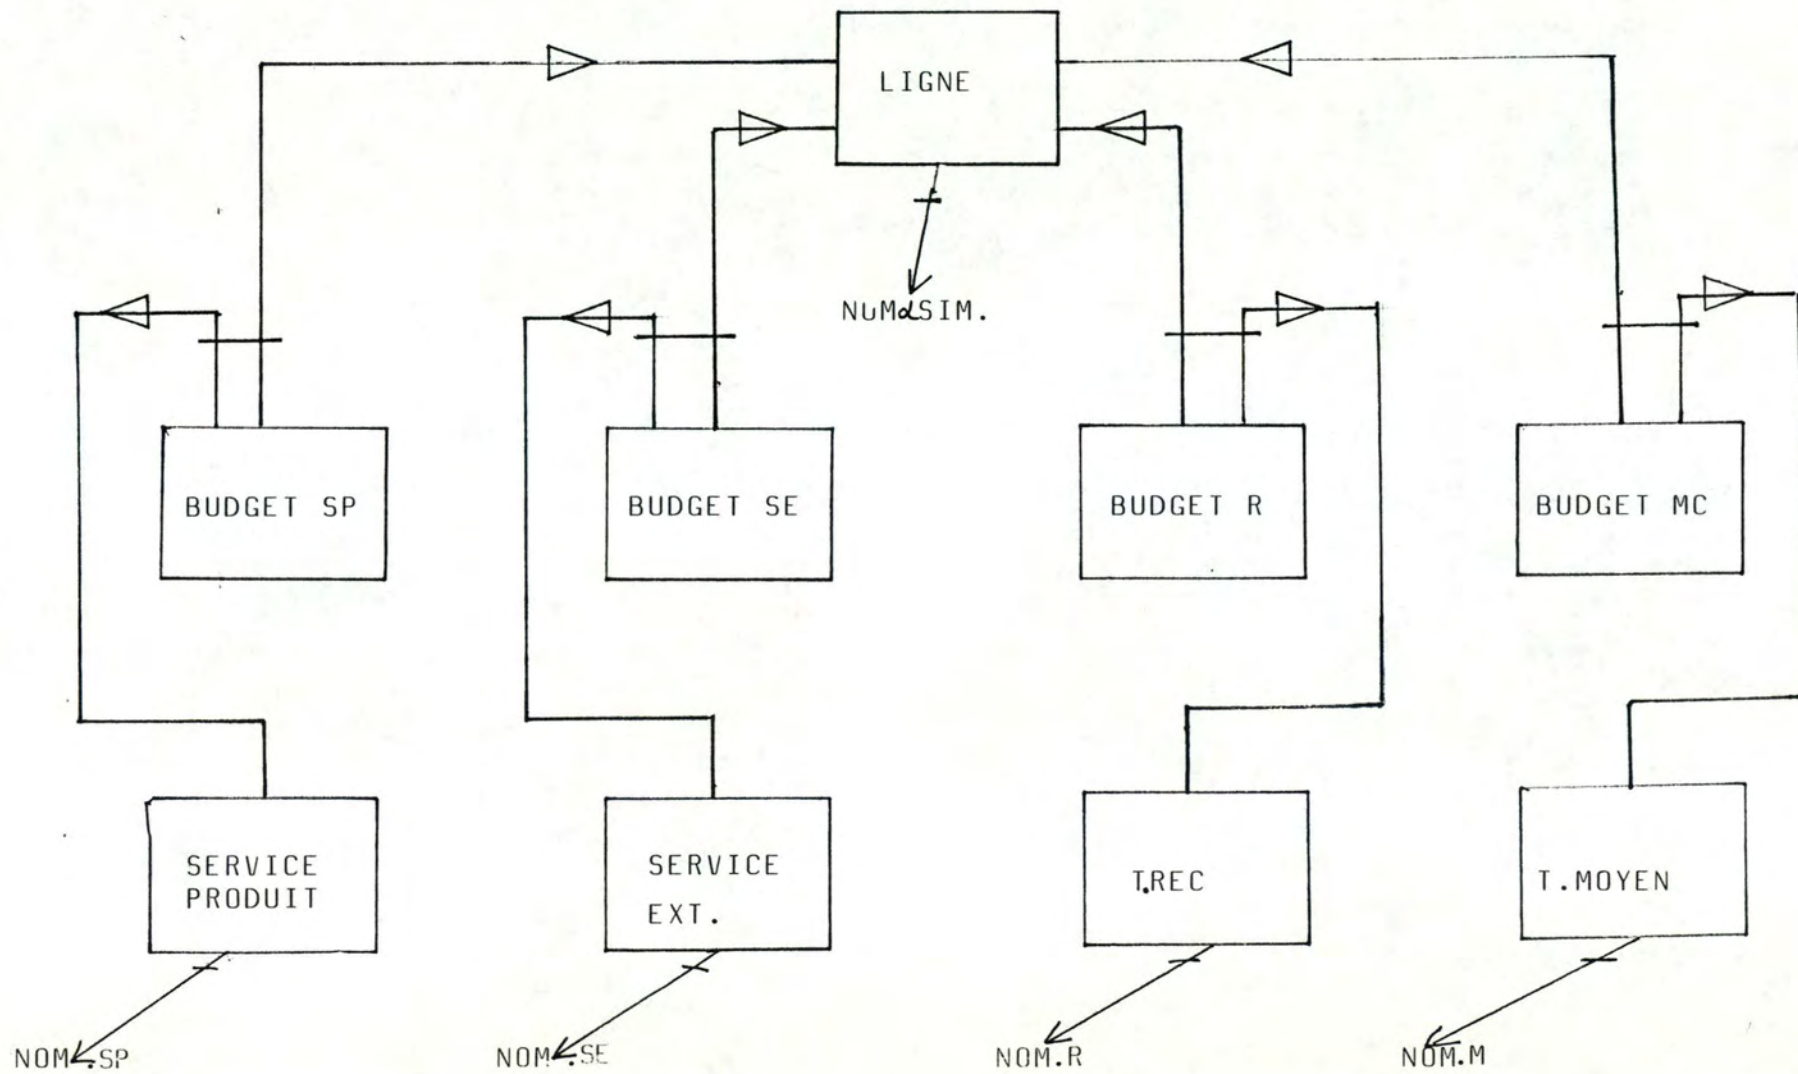 LIGNE
NUMαSIM.
BUDGET SP
BUDGET SE
BUDGET R
BUDGET MC
SERVICE
PRODUIT
SERVICE
EXT.
T.REC
T.MOYEN
NOM.SP
NOM.SE
NOM.R
NOM.M